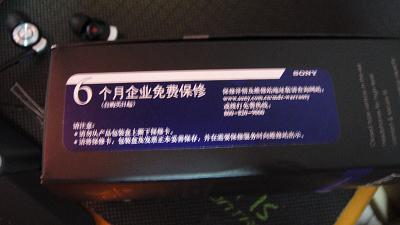 SONY
6个月企业免费保修
(自购买日起)
保修详情及维修站地址敬请查询网站:
www.sony.com.cn/mdc-warranty
或拨打免费热线:
800-820-9000
请注意:
• 请勿从产品包装盒上撕下保修卡。
• 请将保修卡，包装盒及发票正本妥善保存，并在需要保修服务时向维修站出示。